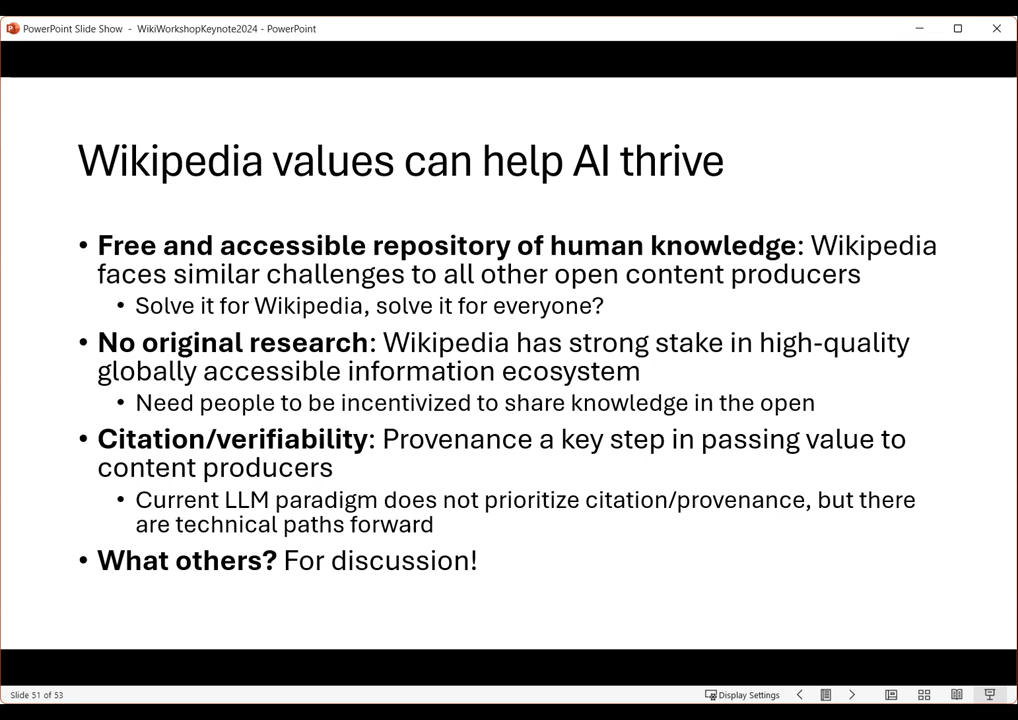 PowerPoint Slide Show - WikiWorkshopKeynote2024 - PowerPoint
Wikipedia values can help AI thrive
• Free and accessible repository of human knowledge: Wikipedia
faces similar challenges to all other open content producers
• Solve it for Wikipedia, solve it for everyone?
• No original research: Wikipedia has strong stake in high-quality
globally accessible information ecosystem
• Need people to be incentivized to share knowledge in the open
• Citation/verifiability: Provenance a key step in passing value to
content producers
• Current LLM paradigm does not prioritize citation/provenance, but there
are technical paths forward
• What others? For discussion!
Slide 51 of 53
Display Settings